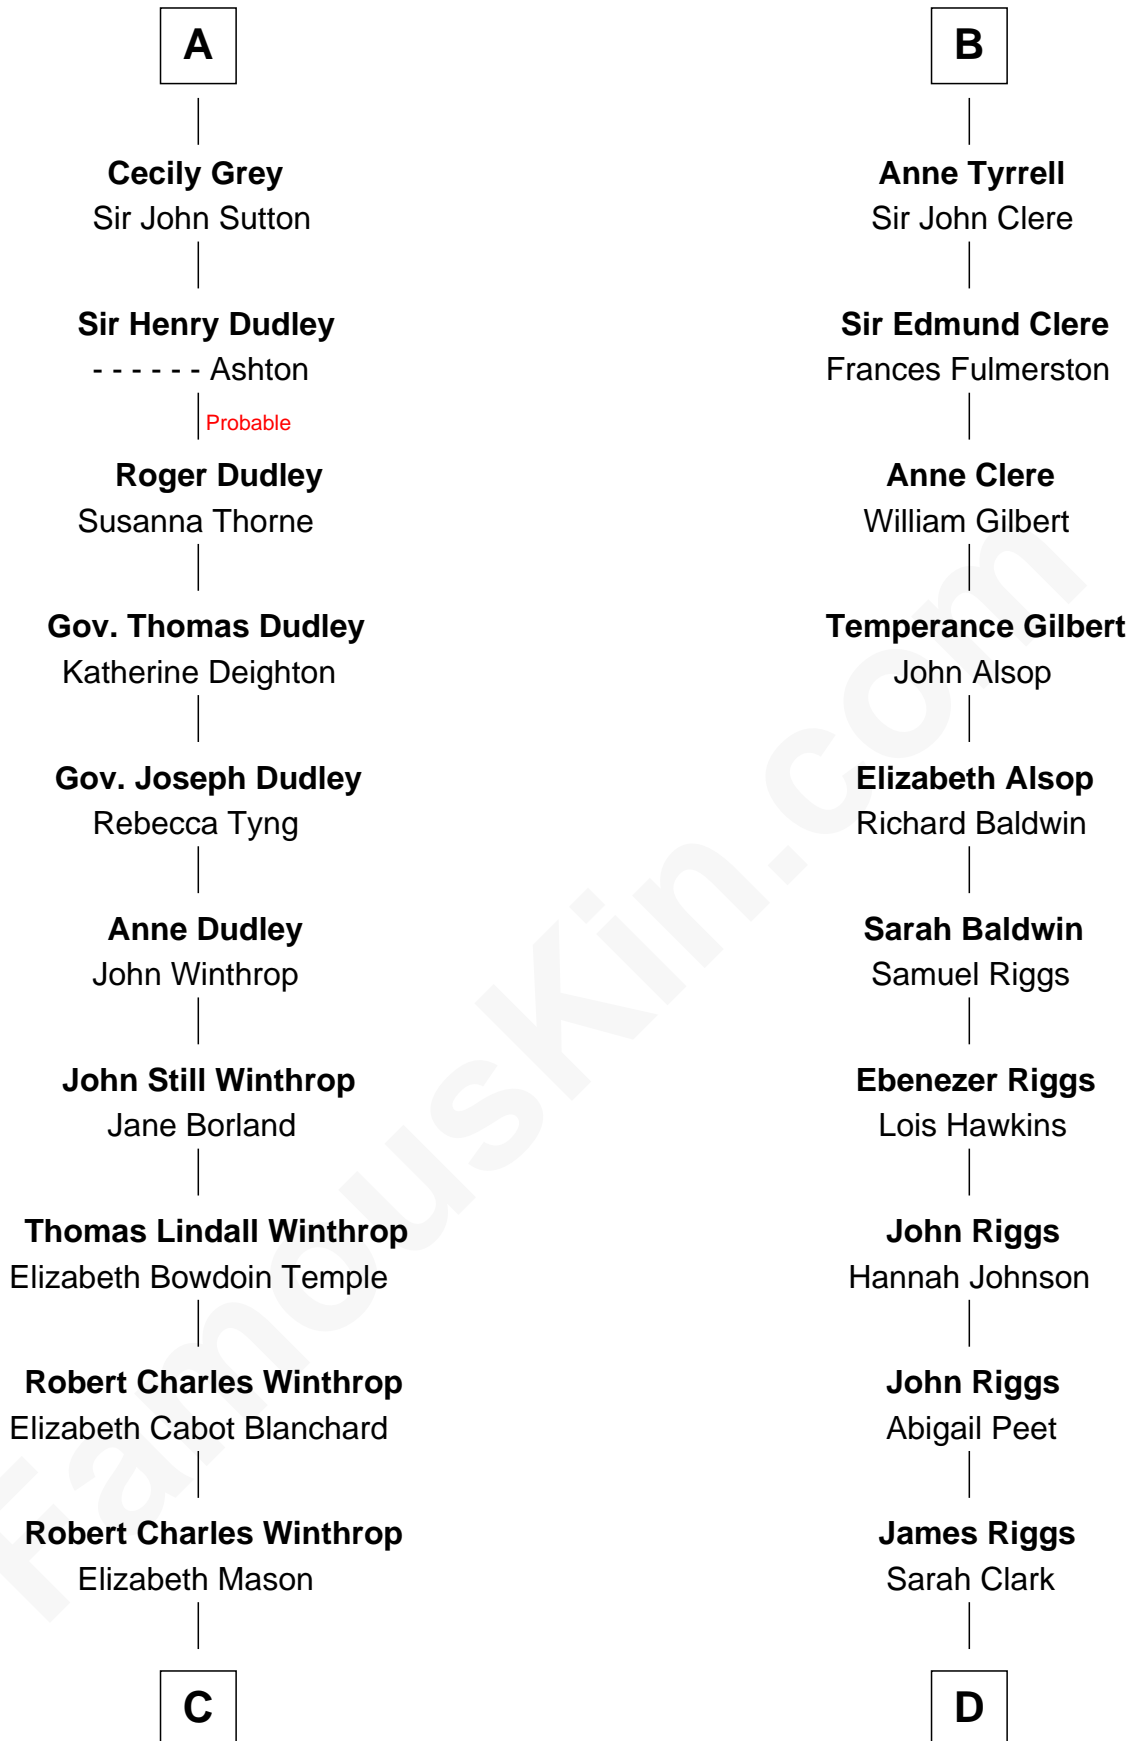 A
Cecily Grey
Sir John Sutton
Sir Henry Dudley
- - - - - - Ashton
Probable
Roger Dudley
Susanna Thorne
Gov. Thomas Dudley
Katherine Deighton
Gov. Joseph Dudley
Rebecca Tyng
Anne Dudley
John Winthrop
John Still Winthrop
Jane Borland
Thomas Lindall Winthrop
Elizabeth Bowdoin Temple
Robert Charles Winthrop
Elizabeth Cabot Blanchard
Robert Charles Winthrop
Elizabeth Mason
C
B
Anne Tyrrell
Sir John Clere
Sir Edmund Clere
Frances Fulmerston
Anne Clere
William Gilbert
Temperance Gilbert
John Alsop
Elizabeth Alsop
Richard Baldwin
Sarah Baldwin
Samuel Riggs
Ebenezer Riggs
Lois Hawkins
John Riggs
Hannah Johnson
John Riggs
Abigail Peet
James Riggs
Sarah Clark
D
FamousKin.com